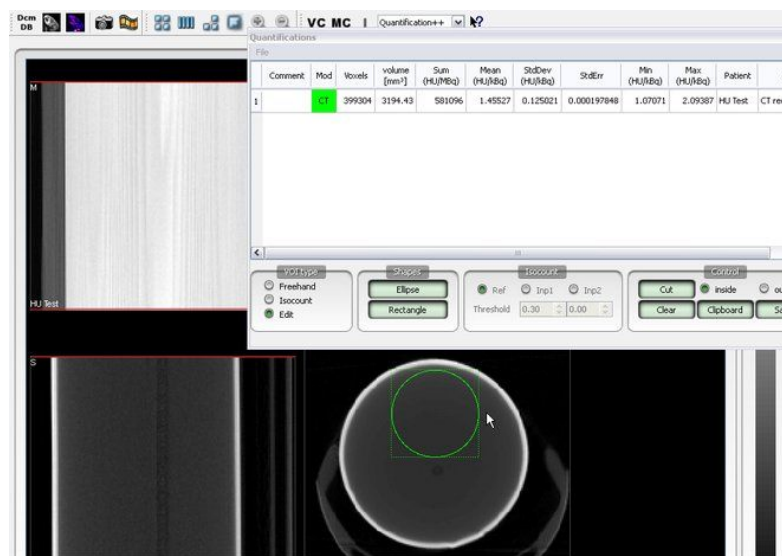 Dcm DB VC MC I Quantification++
Quantifications
File
Comment Mod Voxels volume [mm³] Sum (HU/MBq) Mean (HU/kBq) StdDev (HU/kBq) StdErr Min (HU/kBq) Max (HU/kBq) Patient
1 CT 399304 3194.43 581096 1.45527 0.125021 0.000197848 1.07071 2.09387 HU Test CT rec
M
HU Test
VOI type Shapes Isocount Control
Freehand Ellipse Ref Inp1 Inp2 Cut inside ou
Isocount
Edit Rectangle Threshold 0.30 0.00 Clear Clipboard Sa
S